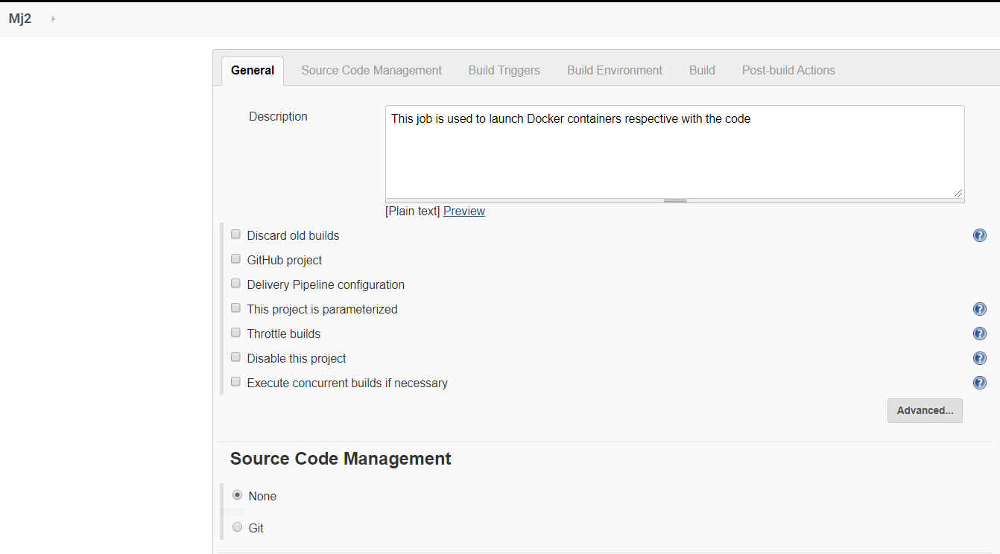 Mj2
General Source Code Management Build Triggers Build Environment Build Post-build Actions
Description
This job is used to launch Docker containers respective with the code
[Plain text] Preview
Discard old builds
GitHub project
Delivery Pipeline configuration
This project is parameterized
Throttle builds
Disable this project
Execute concurrent builds if necessary
Advanced...
Source Code Management
None
Git